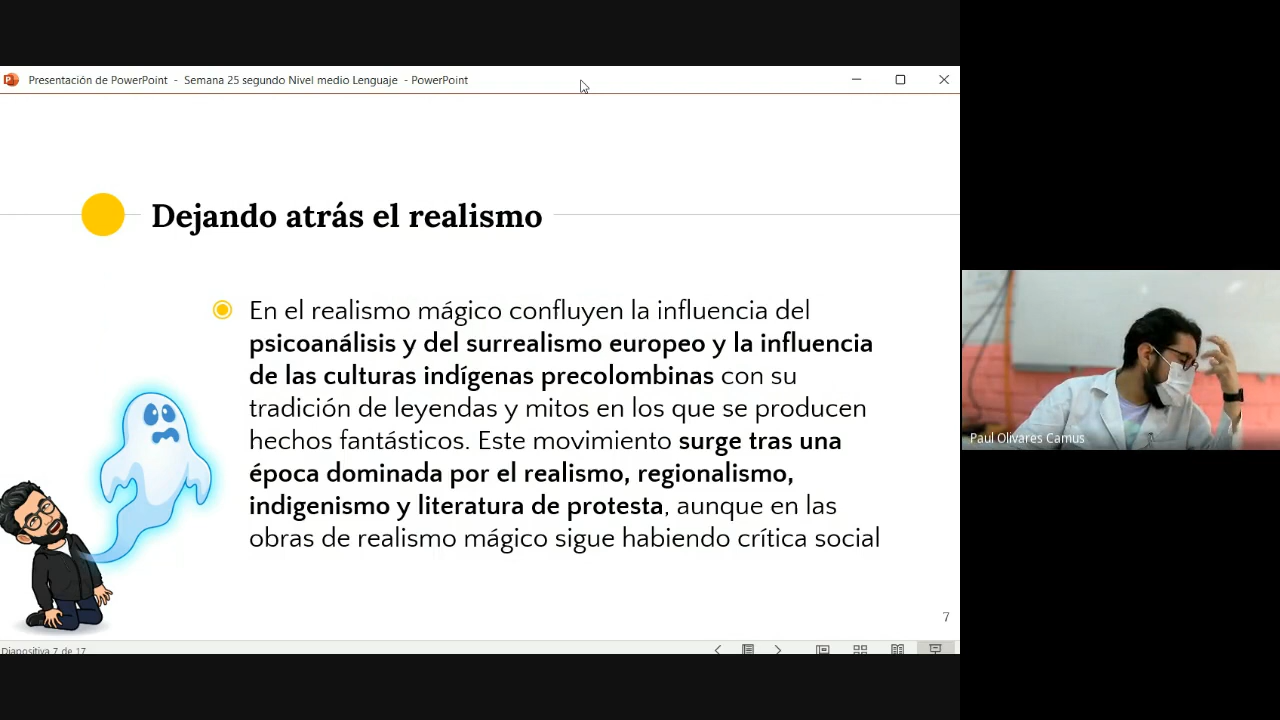 Presentación de PowerPoint - Semana 25 segundo Nivel medio Lenguaje - PowerPoint
Dejando atrás el realismo
En el realismo mágico confluyen la influencia del
psicoanálisis y del surrealismo europeo y la influencia
de las culturas indígenas precolombinas con su
tradición de leyendas y mitos en los que se producen
hechos fantásticos. Este movimiento surge tras una
época dominada por el realismo, regionalismo,
indigenismo y literatura de protesta, aunque en las
obras de realismo mágico sigue habiendo crítica social
7
Diapositiva 7 de 17
Paul Olivares Camus